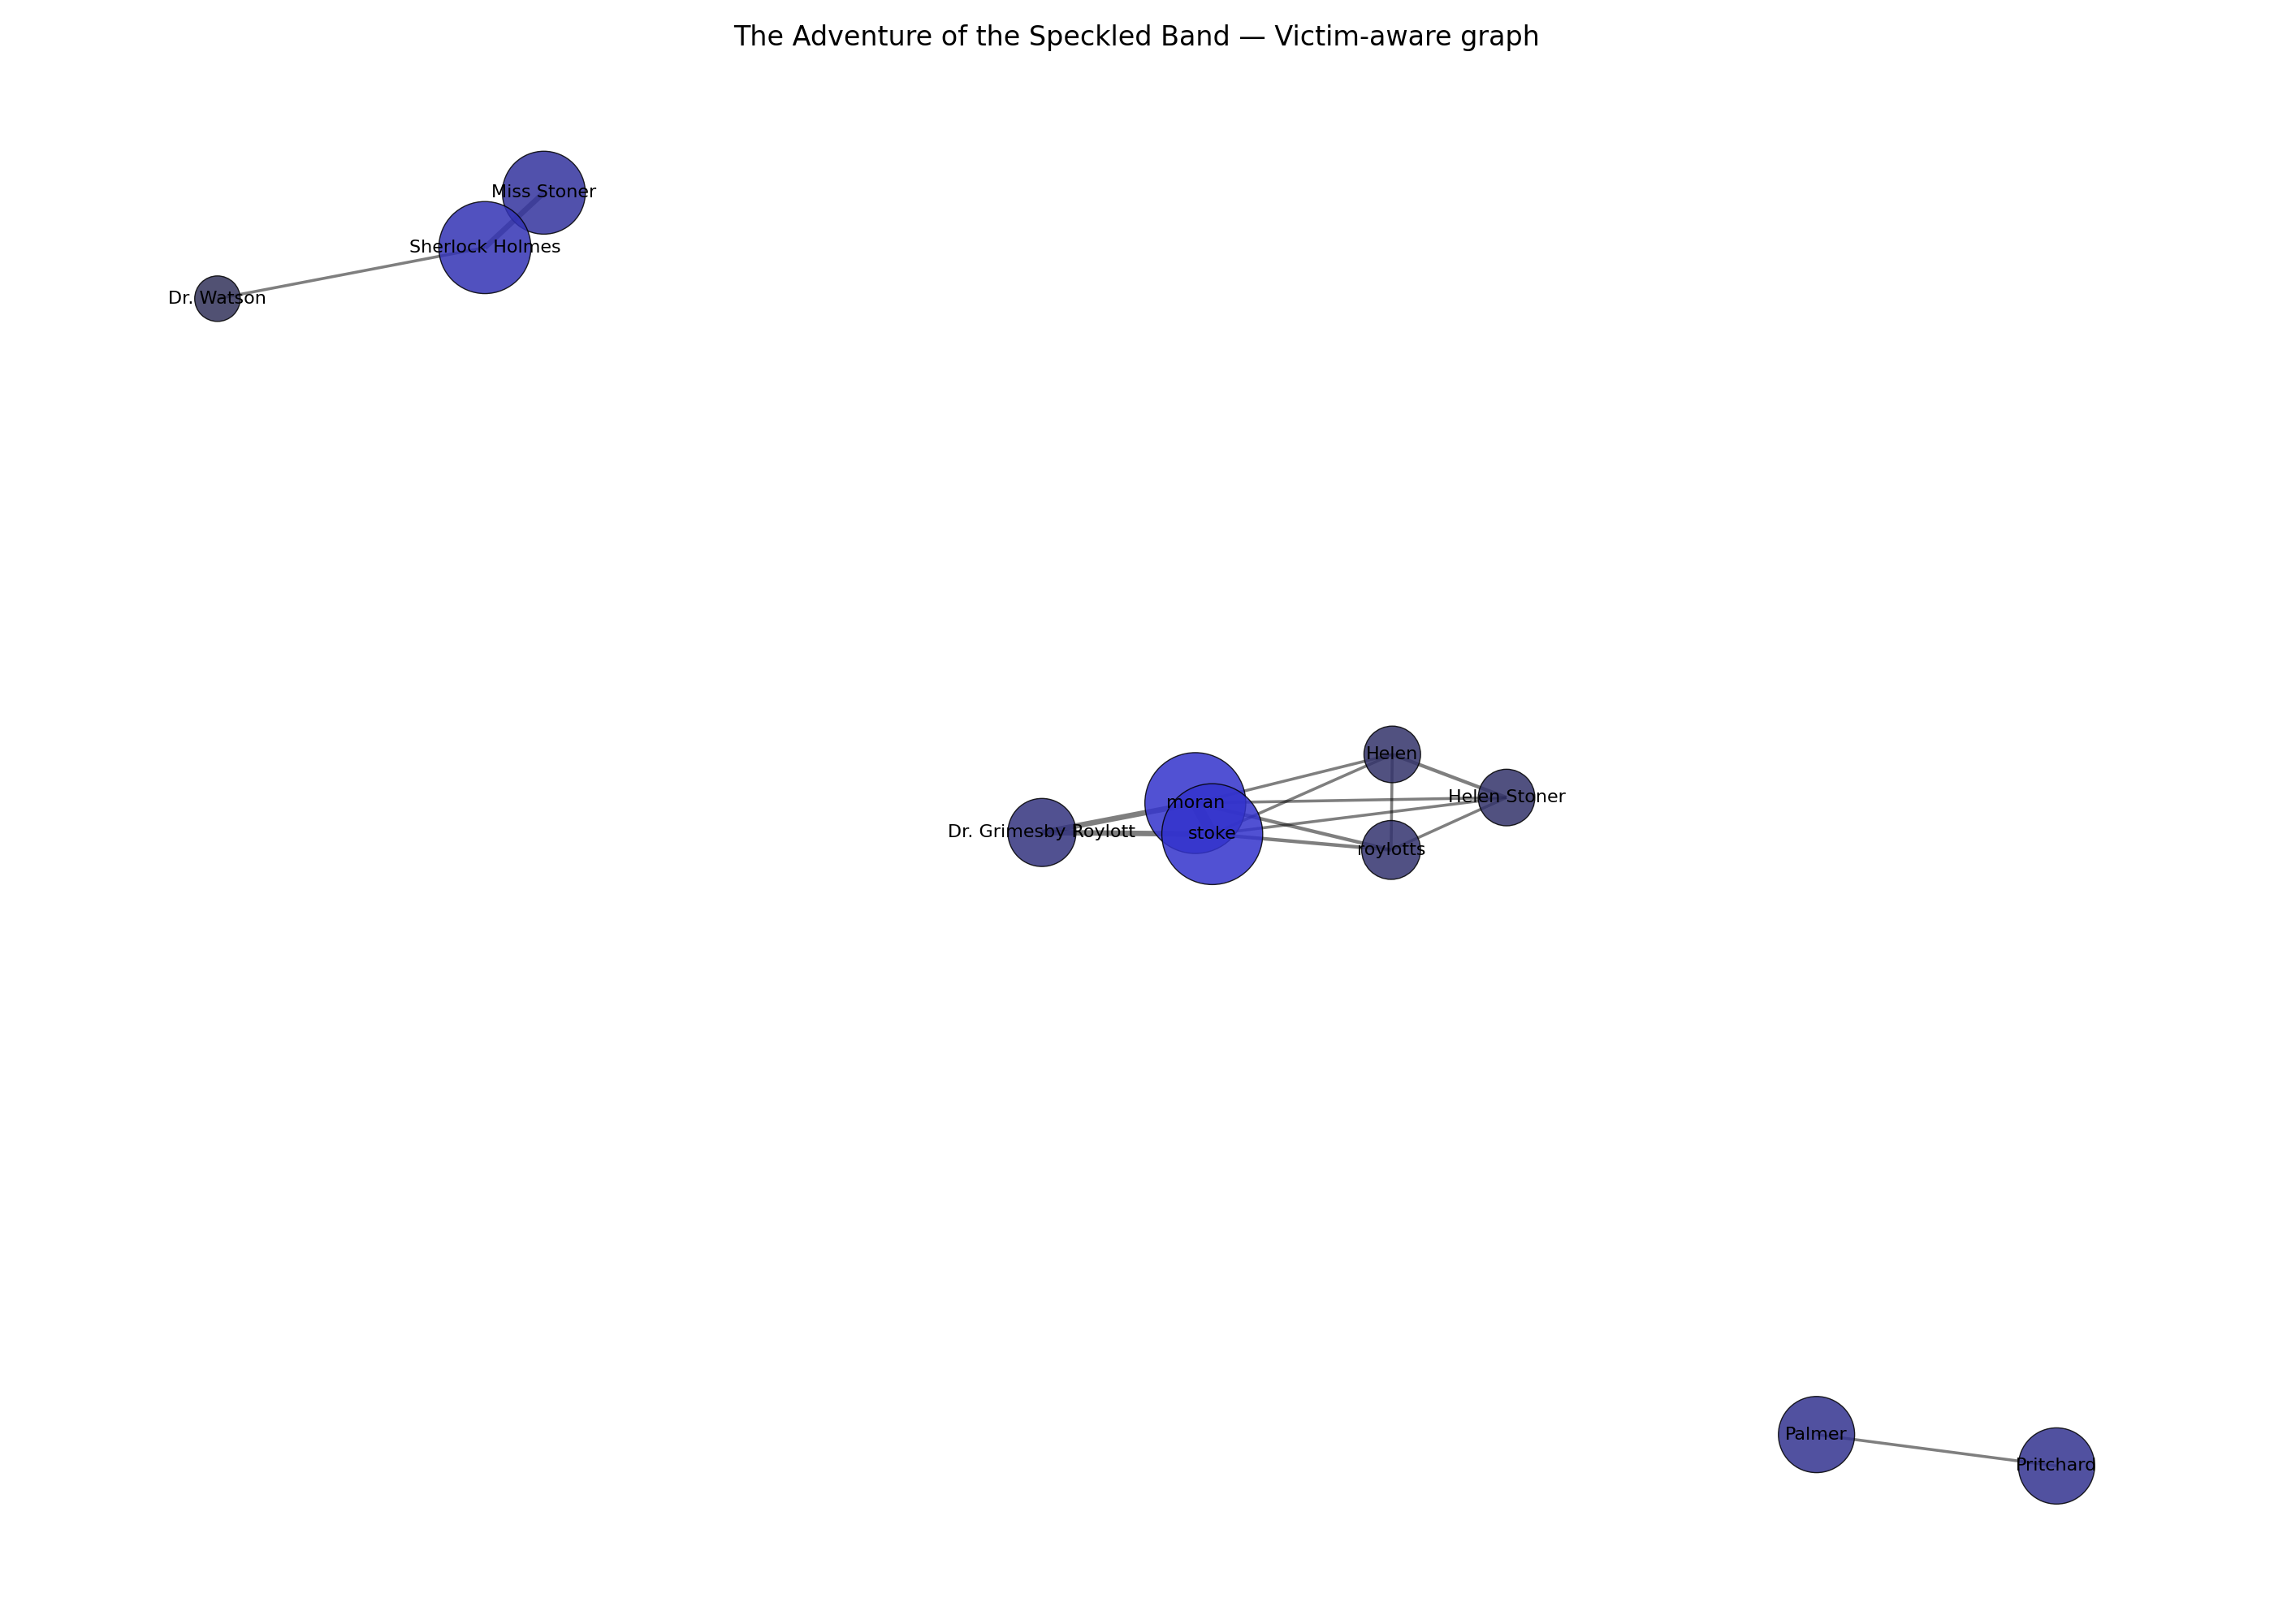 The Adventure of the Speckled Band — Victim-aware graph
Miss Stoner
Sherlock Holmes
Dr. Watson
Helen
Helen Stoner
moran
Dr. Grimesby Roylott
stoke
roylotts
Palmer
Pritchard